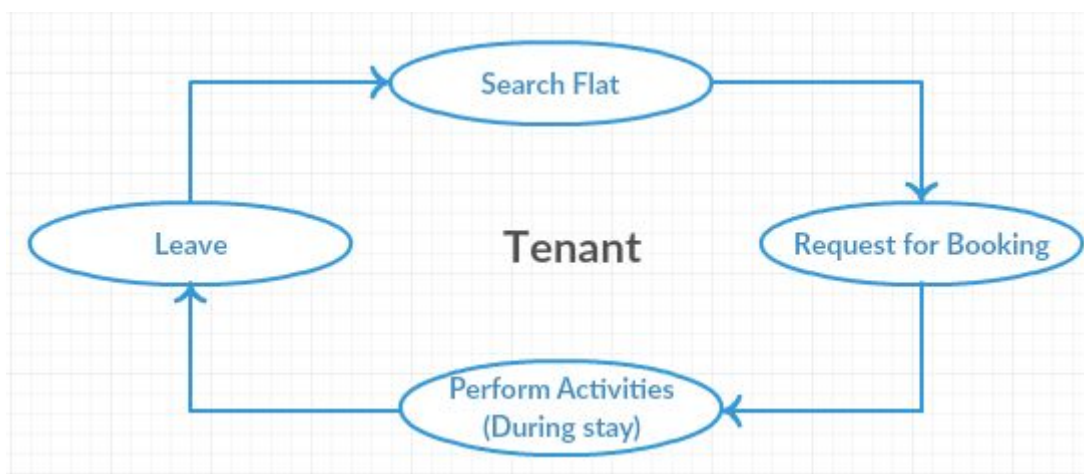 Search Flat
Leave
Tenant
Request for Booking
Perform Activities
(During stay)